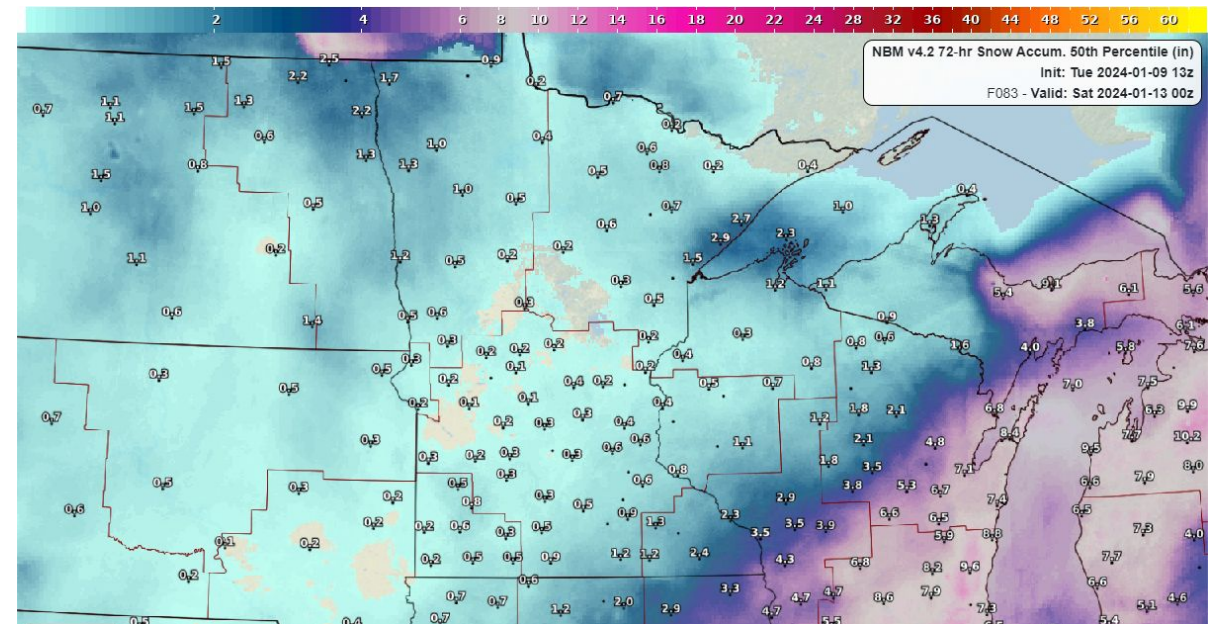 2 4 6 8 10 12 14 16 18 20 22 24 28 32 36 40 44 48 52 56 60
NBM v4.2 72-hr Snow Accum. 50th Percentile (in)
Init: Tue 2024-01-09 13z
F083 - Valid: Sat 2024-01-13 00z
1.5 2.5 0.9
2.2 1.7 0.2
0.7 1.1 1.5 1.3 2.2 0.7
1.1 0.2
0.6 1.0 0.4 0.6
0.8 1.3 1.3 0.5 0.8 0.2 0.4
1.5 1.0 0.5 0.4
1.0 0.5 0.7 1.0
0.6 2.7 1.3
0.2 0.2 2.9 2.3
1.1 1.2 0.5 0.2 1.5
0.3 1.2 1.1 5.4 9.1 6.1 5.6
0.3 0.5
0.6 1.4 0.5 0.6 0.9 3.8 6.1
0.3 0.2 0.2 0.3 0.8 0.6 1.6 4.0 5.8 7.6
0.3 0.2 0.2 0.4
0.3 0.5 0.1 0.2 0.8 1.3
0.5 0.2 0.4 0.2 0.5 0.7 7.0 7.5
0.7 0.2 0.1 0.1 0.4 1.8 2.1 6.8 6.3 9.9
0.2 0.3 0.3 0.4 1.2
0.3 0.6 1.1 2.1 4.8 8.4 7.7 10.2
0.3 0.2 0.3 0.3 0.6 1.8 9.5
0.3 0.8 3.5 7.1 8.0
0.5 0.3 0.5 0.6 3.8 5.3 6.7 6.6 7.9
0.2 0.8 0.3 0.5 2.9 7.4
0.6 0.2 0.2 0.6 0.3 0.5 0.9 1.3 2.3 3.5 3.9 6.6 6.5 6.5
0.1 0.2 3.5 5.9 8.8 7.3 4.0
0.2 0.5 0.5 0.9 1.2 1.2 2.4 4.3 6.8 8.2 9.6 7.7
0.2 0.6 3.3 6.6
0.7 0.7 1.2 2.0 2.9 4.7 4.7 4.7 8.6 7.9 7.3 5.1 4.6
0.5 0.4 0.7 5.5 6.5 5.4